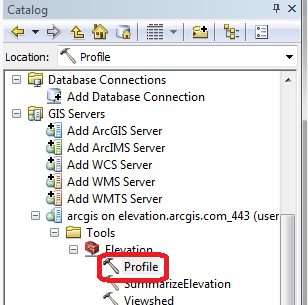 Catalog
Location: Profile
Database Connections
Add Database Connection
GIS Servers
Add ArcGIS Server
Add ArcIMS Server
Add WCS Server
Add WMS Server
Add WMTS Server
arcgis on elevation.arcgis.com_443 (user
Tools
Elevation
Profile
SummarizeElevation
Viewshed